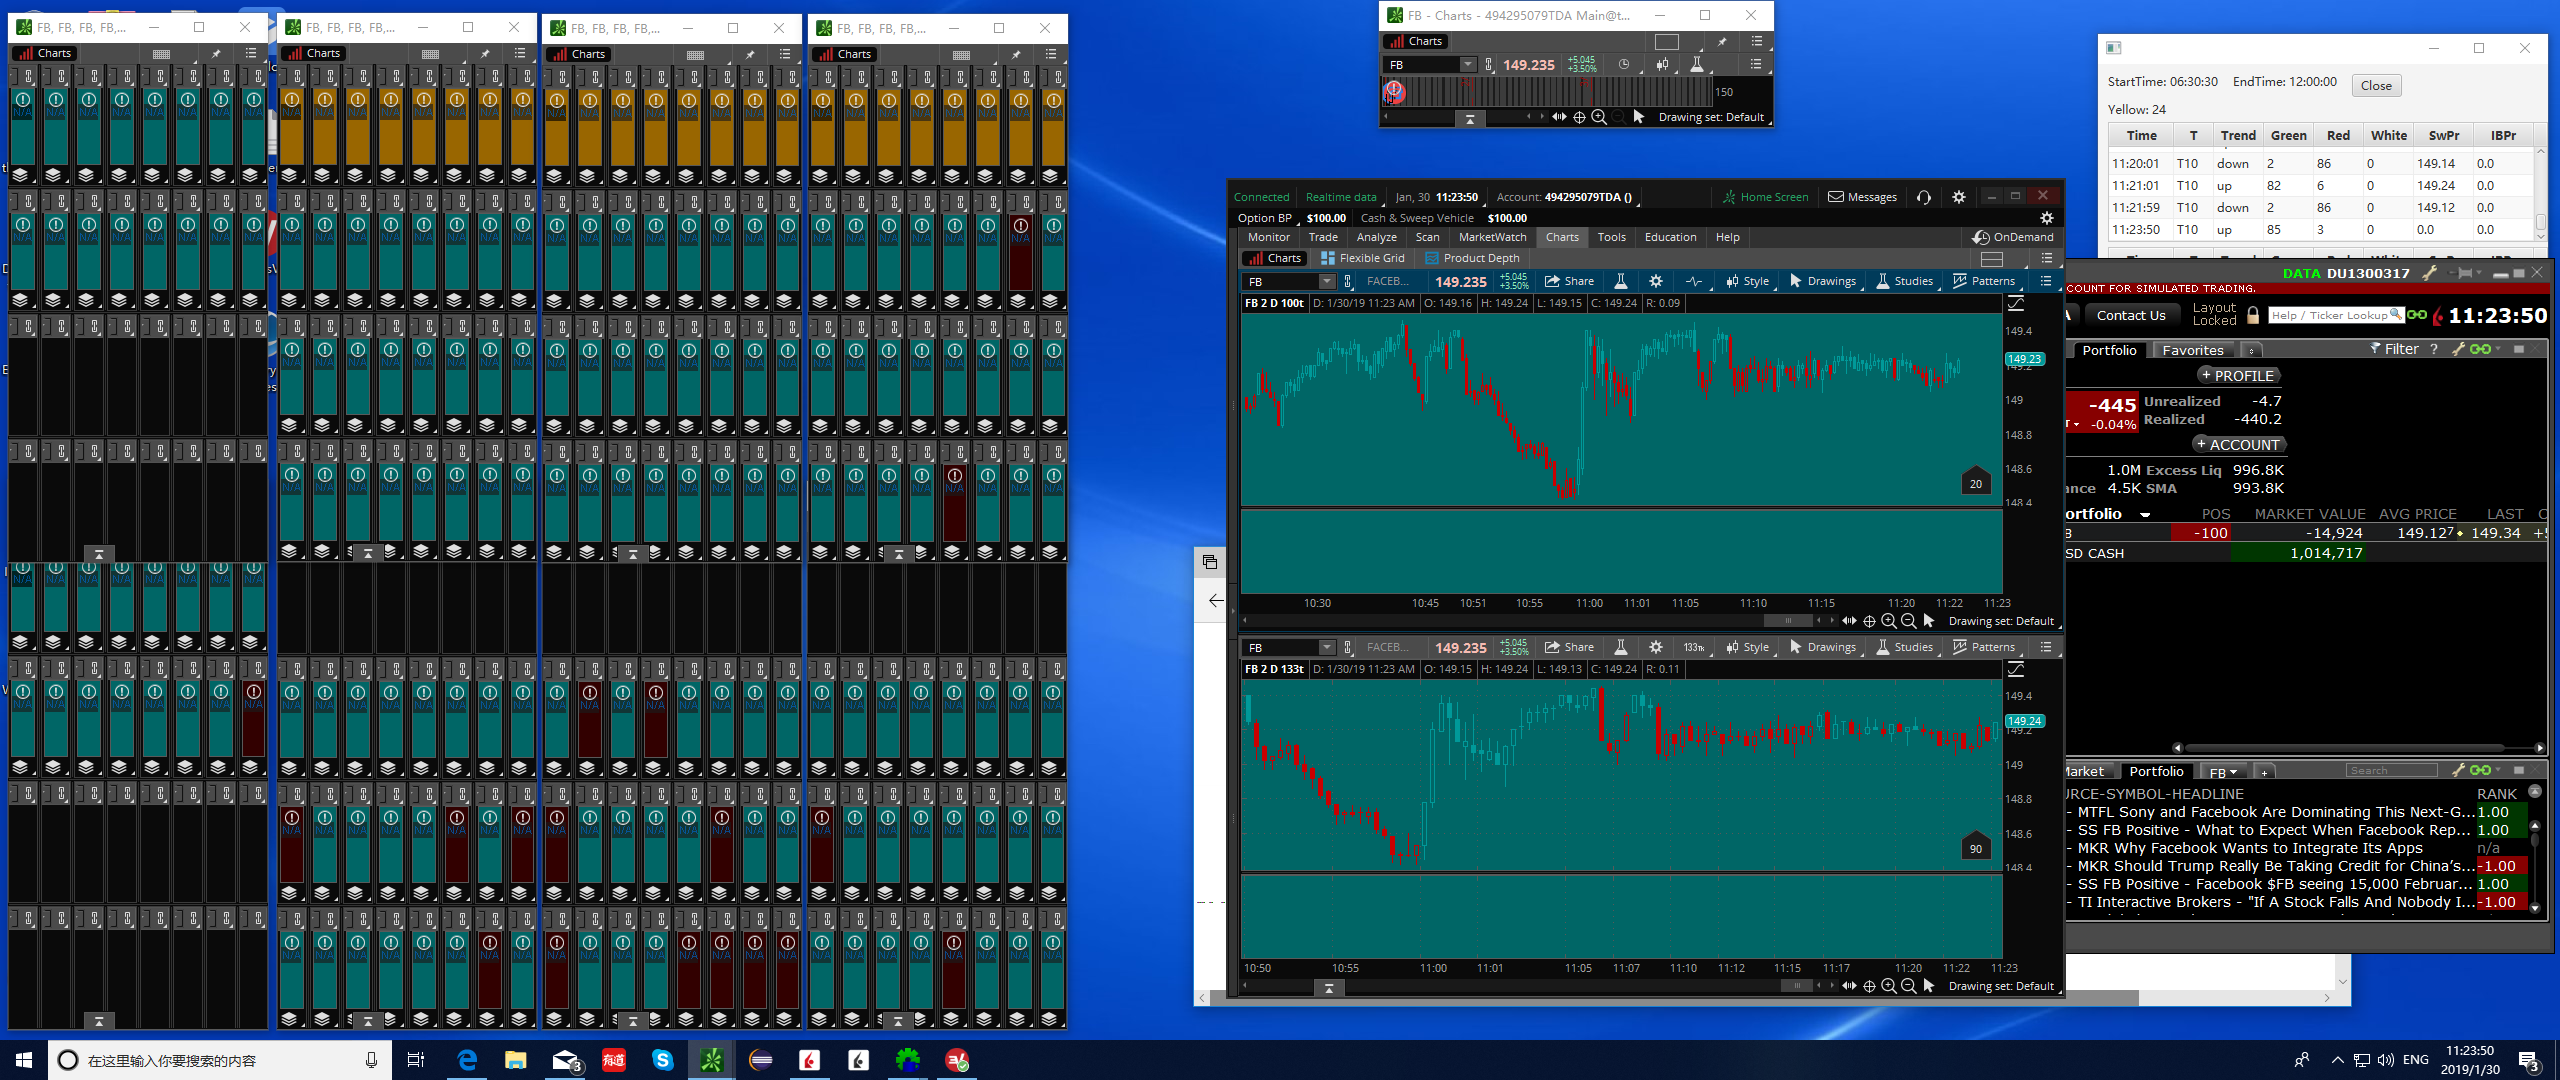 FB, FB, FB, FB,...
Charts
FB, FB, FB, FB,...
Charts
FB, FB, FB, FB,...
Charts
FB, FB, FB, FB,...
Charts
FB - Charts - 494295079TDA Main@t...
Charts
FB 149.235 +5.045 +3.50%
150
Drawing set: Default
StartTime: 06:30:30 EndTime: 12:00:00 Close
Yellow: 24
Time T Trend Green Red White SwPr IBPr
11:20:01 T10 down 2 86 0 149.14 0.0
11:21:01 T10 up 82 6 0 149.24 0.0
11:21:59 T10 down 2 86 0 149.12 0.0
11:23:50 T10 up 85 3 0 0.0 0.0
Connected Realtime data Jan, 30 11:23:50 Account: 494295079TDA () Home Screen Messages
Option BP $100.00 Cash & Sweep Vehicle $100.00
Monitor Trade Analyze Scan MarketWatch Charts Tools Education Help OnDemand
Charts Flexible Grid Product Depth
FB FACEB... 149.235 +5.045 +3.50% Share Style Drawings Studies Patterns
FB 2 D 100t D: 1/30/19 11:23 AM O: 149.16 H: 149.24 L: 149.15 C: 149.24 R: 0.09
149.4
149.23
149.2
149
148.8
148.6
20
148.4
10:30 10:45 10:51 10:55 11:00 11:01 11:05 11:10 11:15 11:20 11:22 11:23
Drawing set: Default
FB FACEB... 149.235 +5.045 +3.50% Share 133tk Style Drawings Studies Patterns
FB 2 D 133t D: 1/30/19 11:23 AM O: 149.15 H: 149.24 L: 149.13 C: 149.24 R: 0.11
149.4
149.24
149.2
149
148.8
148.6
90
148.4
10:50 10:55 11:00 11:01 11:05 11:07 11:10 11:12 11:15 11:17 11:20 11:22 11:23
Drawing set: Default
DATA DU1300317
COUNT FOR SIMULATED TRADING.
Contact Us Layout Locked Help / Ticker Lookup 11:23:50
Portfolio Favorites Filter ?
+ PROFILE
-445 Unrealized -4.7
-0.04% Realized -440.2
+ ACCOUNT
1.0M Excess Liq 996.8K
ance 4.5K SMA 993.8K
ortfolio POS MARKET VALUE AVG PRICE LAST
B -100 -14,924 149.127 149.34
SD CASH 1,014,717
Market Portfolio FB + Search
URCE-SYMBOL-HEADLINE RANK
- MTFL Sony and Facebook Are Dominating This Next-G... 1.00
- SS FB Positive - What to Expect When Facebook Rep... 1.00
- MKR Why Facebook Wants to Integrate Its Apps n/a
- MKR Should Trump Really Be Taking Credit for China's... -1.00
- SS FB Positive - Facebook $FB seeing 15,000 Februar... 1.00
- TI Interactive Brokers - "If A Stock Falls And Nobody I... -1.00
在这里输入你要搜索的内容
3
有道
ENG
11:23:50
2019/1/30
3